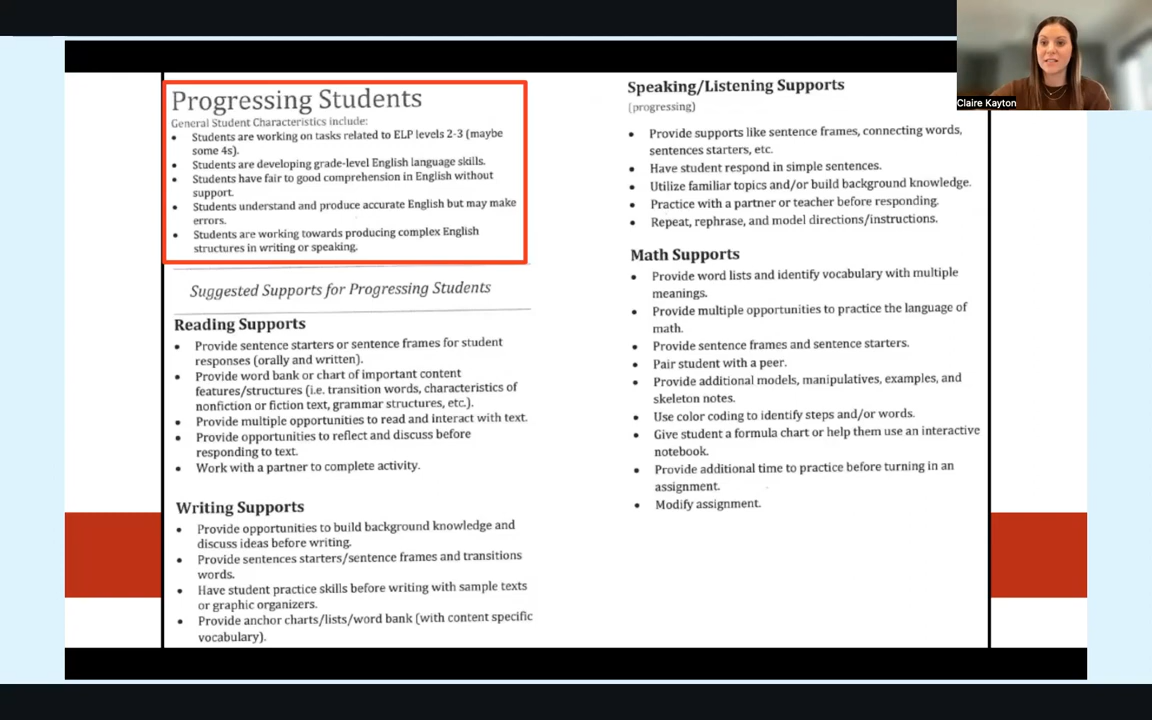 Progressing Students
General Student Characteristics include:
• Students are working on tasks related to ELP levels 2-3 (maybe
some 4s).
• Students are developing grade-level English language skills.
• Students have fair to good comprehension in English without
support.
• Students understand and produce accurate English but may make
errors.
• Students are working towards producing complex English
structures in writing or speaking.
Suggested Supports for Progressing Students
Reading Supports
• Provide sentence starters or sentence frames for student
responses (orally and written).
• Provide word bank or chart of important content
features/structures (i.e. transition words, characteristics of
nonfiction or fiction text, grammar structures, etc.).
• Provide multiple opportunities to read and interact with text.
• Provide opportunities to reflect and discuss before
responding to text.
• Work with a partner to complete activity.
Writing Supports
• Provide opportunities to build background knowledge and
discuss ideas before writing.
• Provide sentences starters/sentence frames and transitions
words.
• Have student practice skills before writing with sample texts
or graphic organizers.
• Provide anchor charts/lists/word bank (with content specific
vocabulary).
Speaking/Listening Supports
(progressing)
• Provide supports like sentence frames, connecting words,
sentences starters, etc.
• Have student respond in simple sentences.
• Utilize familiar topics and/or build background knowledge.
• Practice with a partner or teacher before responding.
• Repeat, rephrase, and model directions/instructions.
Math Supports
• Provide word lists and identify vocabulary with multiple
meanings.
• Provide multiple opportunities to practice the language of
math.
• Provide sentence frames and sentence starters.
• Pair student with a peer.
• Provide additional models, manipulatives, examples, and
skeleton notes.
• Use color coding to identify steps and/or words.
• Give student a formula chart or help them use an interactive
notebook.
• Provide additional time to practice before turning in an
assignment.
• Modify assignment.
Claire Kayton